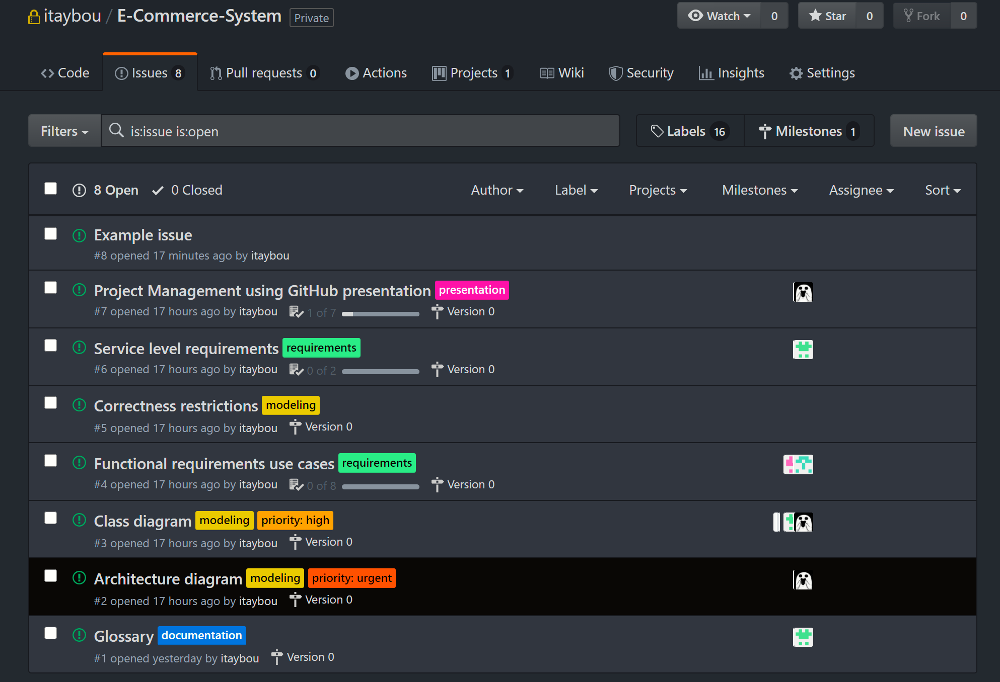 itaybou / E-Commerce-System Private Watch 0 Star 0 Fork 0
Code Issues 8 Pull requests 0 Actions Projects 1 Wiki Security Insights Settings
Filters is:issue is:open Labels 16 Milestones 1 New issue
8 Open 0 Closed Author Label Projects Milestones Assignee Sort
Example issue
#8 opened 17 minutes ago by itaybou
Project Management using GitHub presentation presentation
#7 opened 17 hours ago by itaybou 1 of 7 Version 0
Service level requirements requirements
#6 opened 17 hours ago by itaybou 0 of 2 Version 0
Correctness restrictions modeling
#5 opened 17 hours ago by itaybou Version 0
Functional requirements use cases requirements
#4 opened 17 hours ago by itaybou 0 of 8 Version 0
Class diagram modeling priority: high
#3 opened 17 hours ago by itaybou Version 0
Architecture diagram modeling priority: urgent
#2 opened 17 hours ago by itaybou Version 0
Glossary documentation
#1 opened yesterday by itaybou Version 0